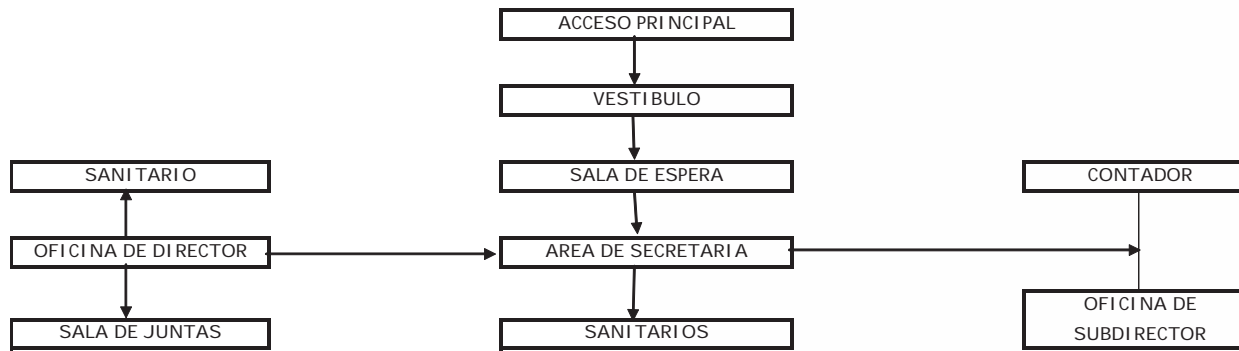 ACCESO PRINCIPAL
VESTIBULO
SANITARIO
SALA DE ESPERA
CONTADOR
OFICINA DE DIRECTOR
AREA DE SECRETARIA
OFICINA DE
SUBDIRECTOR
SALA DE JUNTAS
SANITARIOS